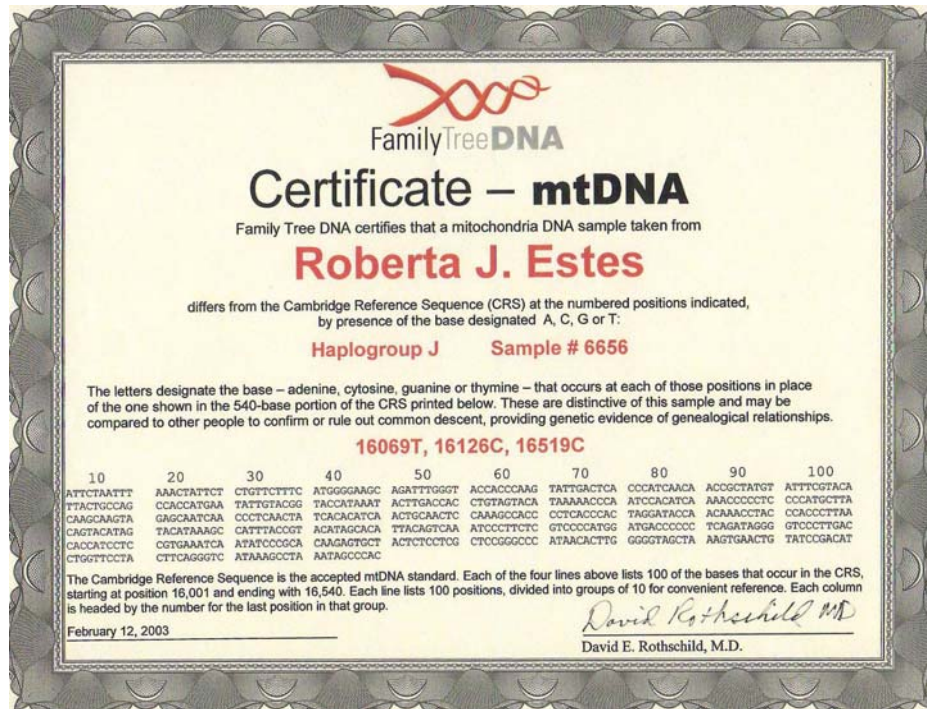 FamilyTreeDNA
Certificate – mtDNA
Family Tree DNA certifies that a mitochondria DNA sample taken from
Roberta J. Estes
differs from the Cambridge Reference Sequence (CRS) at the numbered positions indicated,
by presence of the base designated A, C, G or T:
Haplogroup J Sample # 6656
The letters designate the base – adenine, cytosine, guanine or thymine – that occurs at each of those positions in place
of the one shown in the 540-base portion of the CRS printed below. These are distinctive of this sample and may be
compared to other people to confirm or rule out common descent, providing genetic evidence of genealogical relationships.
16069T, 16126C, 16519C
10 20 30 40 50 60 70 80 90 100
ATTCTAATTT AAACTATTCT CTGTTCTTTC ATGGGGAAGC AGATTTGGGT ACCACCCAAG TATTGACTCA CCCATCAACA ACCGCTATGT ATTTCGTACA
TTACTGCCAG CCACCATGAA TATTGTACGG TACCATAAAT ACTTGACCAC CTGTAGTACA TAAAAACCCA ATCCACATCA AAACCCCCTC CCCATGCTTA
CAAGCAAGTA GAGCAATCAA CCCTCAACTA TCACACATCA ACTGCAACTC CAAAGCCACC CCTCACCCAC TAGGATACCA ACAAACCTAC CCACCCTTAA
CAGTACATAG TACATAAAGC CATTTACCGT ACATAGCACA TTACAGTCAA ATCCCTTCTC GTCCCCATGG ATGACCCCCC TCAGATAGGG GTCCCTTGAC
CACCATCCTC CGTGAAATCA ATATCCCGCA CAAGAGTGCT ACTCTCCTCG CTCCGGGCCC ATAACACTTG GGGGTAGCTA AAGTGAACTG TATCCGACAT
CTGGTTCCTA CTTCAGGGTC ATAAAGCCTA AATAGCCCAC
The Cambridge Reference Sequence is the accepted mtDNA standard. Each of the four lines above lists 100 of the bases that occur in the CRS,
starting at position 16,001 and ending with 16,540. Each line lists 100 positions, divided into groups of 10 for convenient reference. Each column
is headed by the number for the last position in that group.
David Rothschild MD
February 12, 2003
David E. Rothschild, M.D.